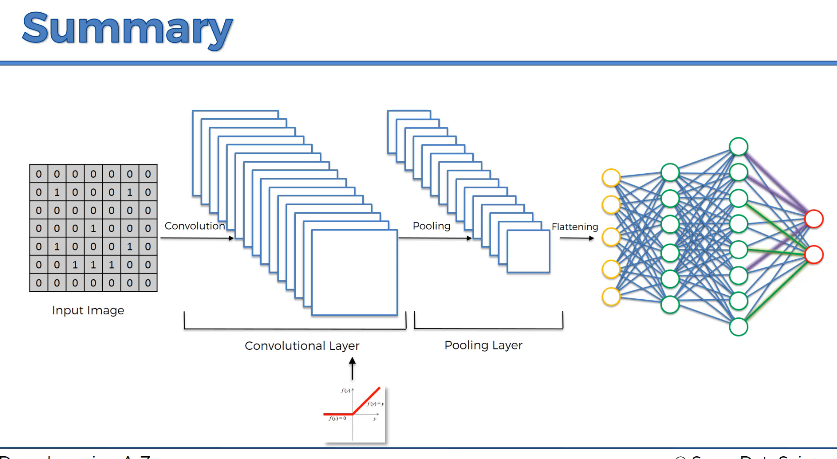 Summary
0 0 0 0 0 0 0
0 1 0 0 0 1 0
0 0 0 0 0 0 0
0 0 0 1 0 0 0
0 1 0 0 0 1 0
0 0 1 1 1 0 0
0 0 0 0 0 0 0
Input Image
Convolution
Pooling
Flattening
Convolutional Layer
Pooling Layer